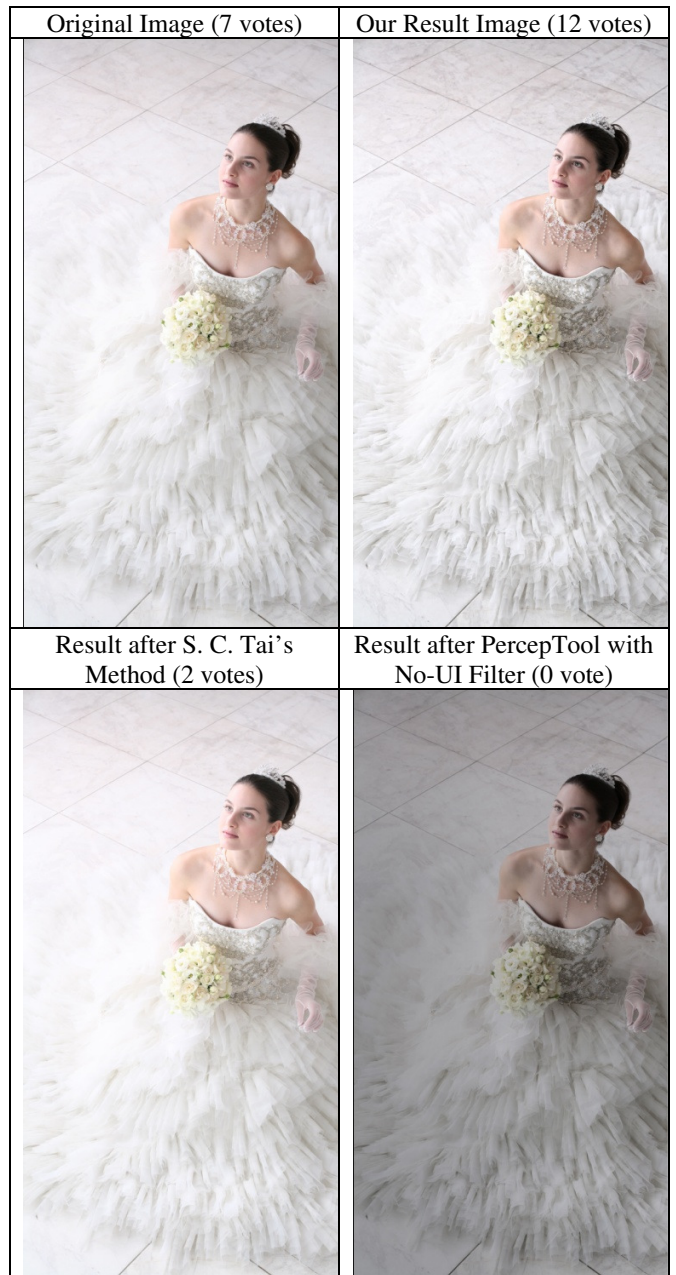 Original Image (7 votes)
Our Result Image (12 votes)
Result after S. C. Tai's
Method (2 votes)
Result after PercepTool with
No-UI Filter (0 vote)